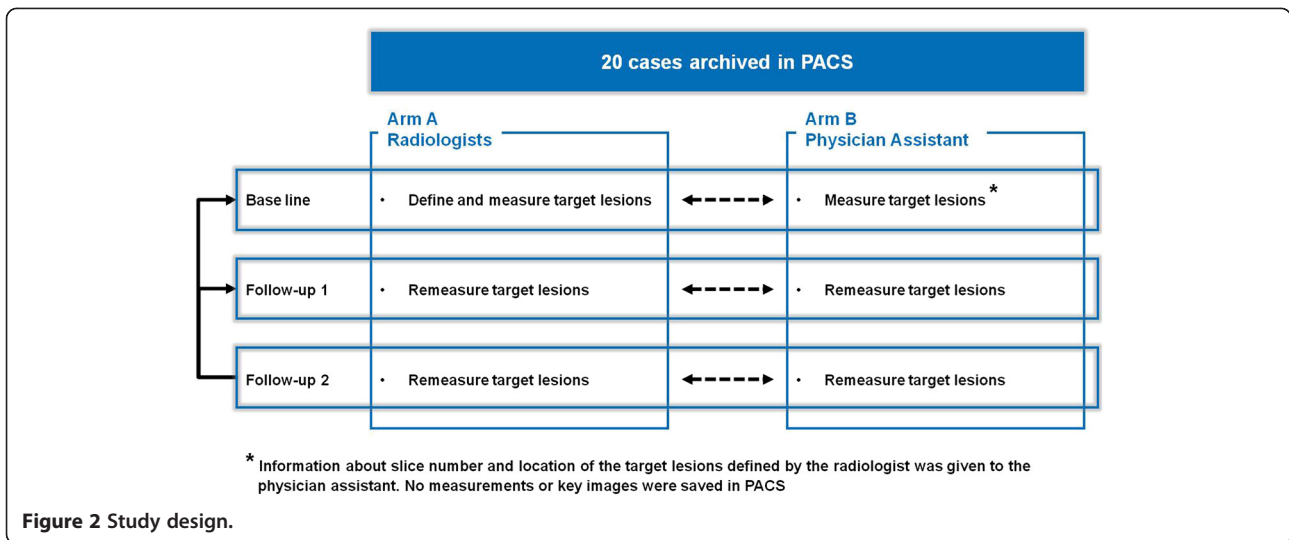 20 cases archived in PACS
Arm A
Radiologists
Arm B
Physician Assistant
Base line
• Define and measure target lesions
• Measure target lesions *
Follow-up 1
• Remeasure target lesions
• Remeasure target lesions
Follow-up 2
• Remeasure target lesions
• Remeasure target lesions
* Information about slice number and location of the target lesions defined by the radiologist was given to the
physician assistant. No measurements or key images were saved in PACS
Figure 2 Study design.